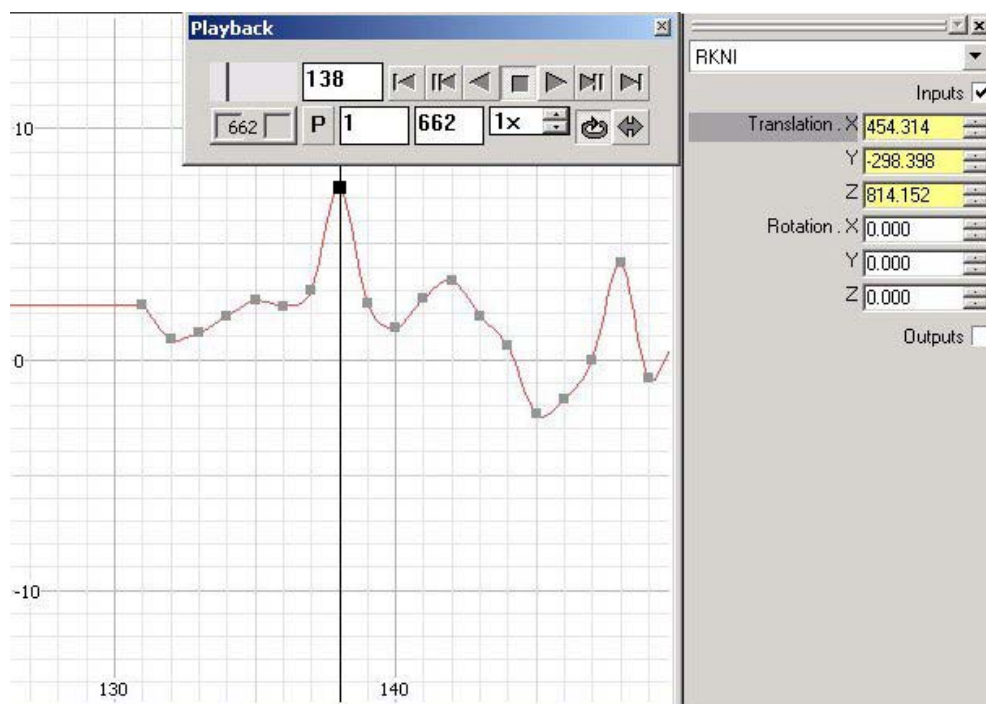 Playback
138
662 P 1 662 1x
RKNI
Inputs
Translation . X 454.314
Y -298.398
Z 814.152
Rotation . X 0.000
Y 0.000
Z 0.000
Outputs
10
0
-10
130 140